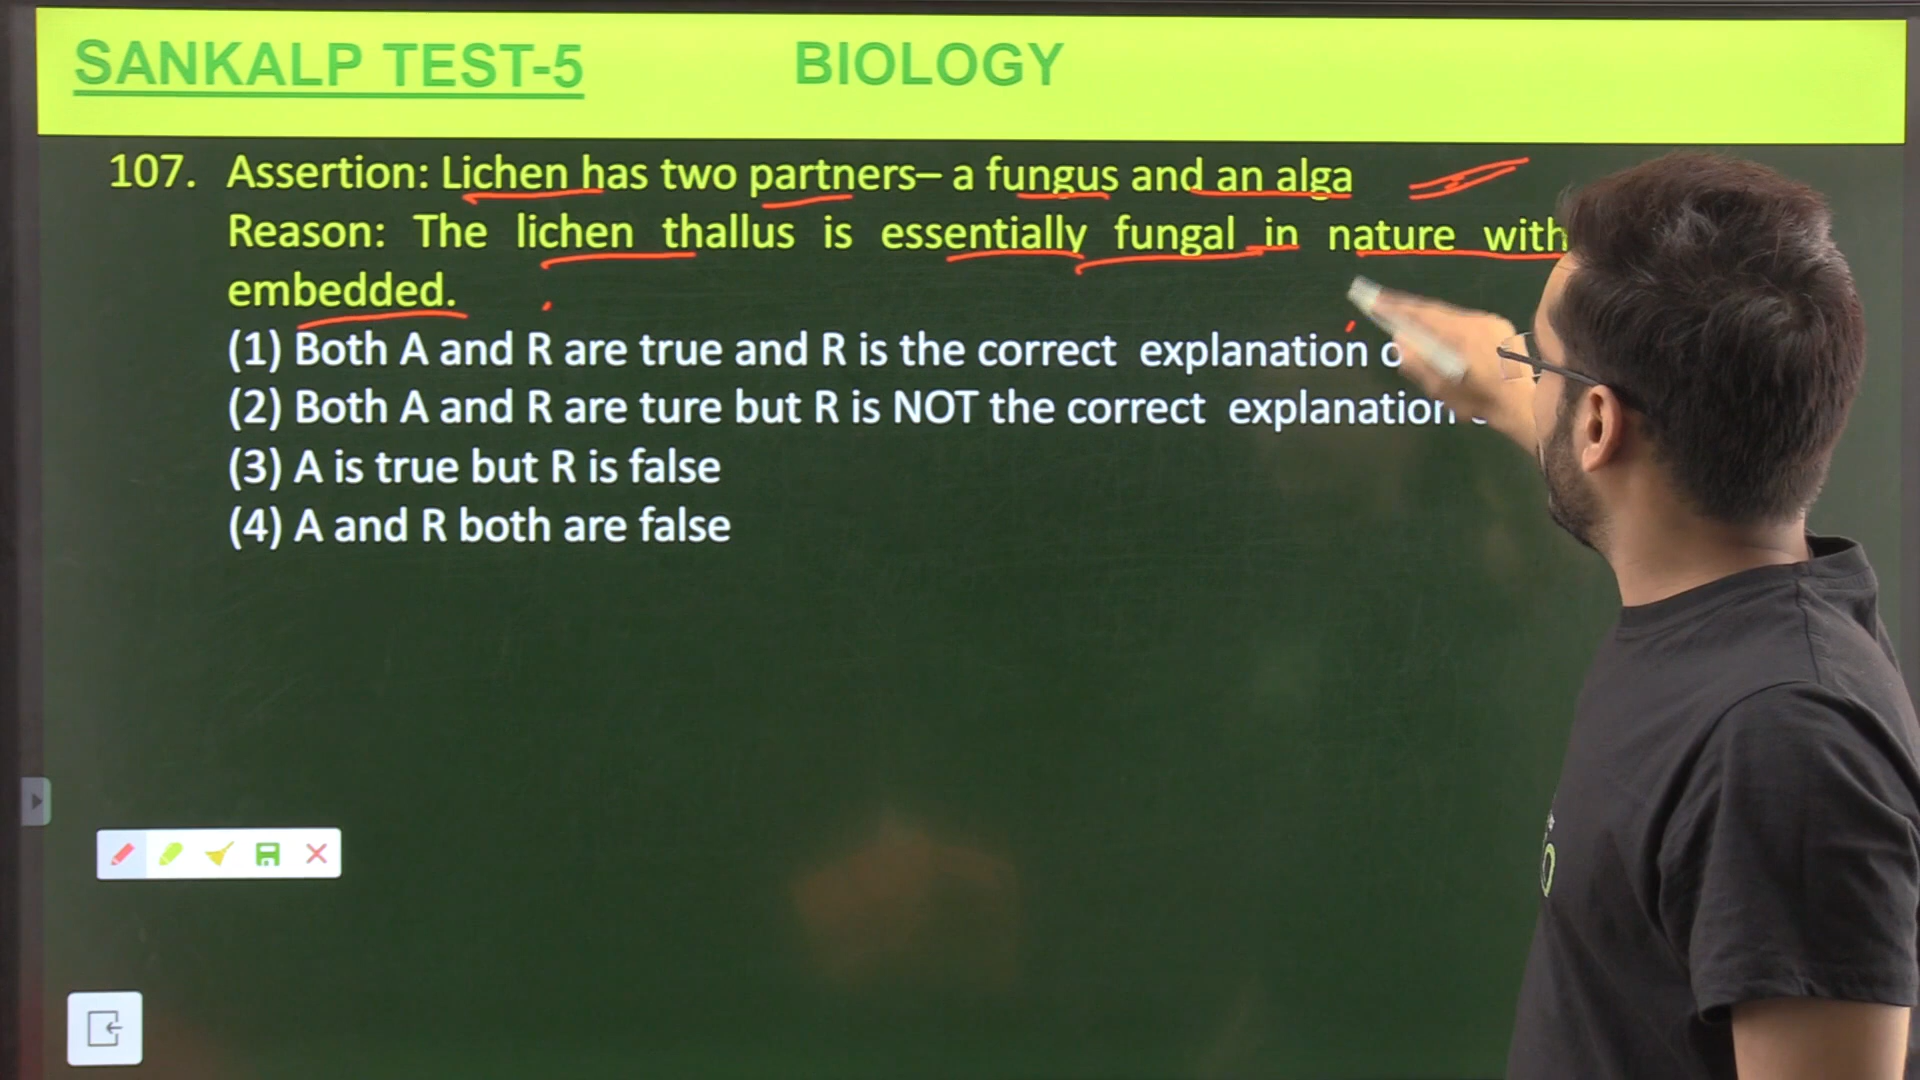 SANKALP TEST-5 BIOLOGY
107. Assertion: Lichen has two partners– a fungus and an alga
Reason: The lichen thallus is essentially fungal in nature with
embedded.
(1) Both A and R are true and R is the correct explanation
(2) Both A and R are ture but R is NOT the correct explanation
(3) A is true but R is false
(4) A and R both are false